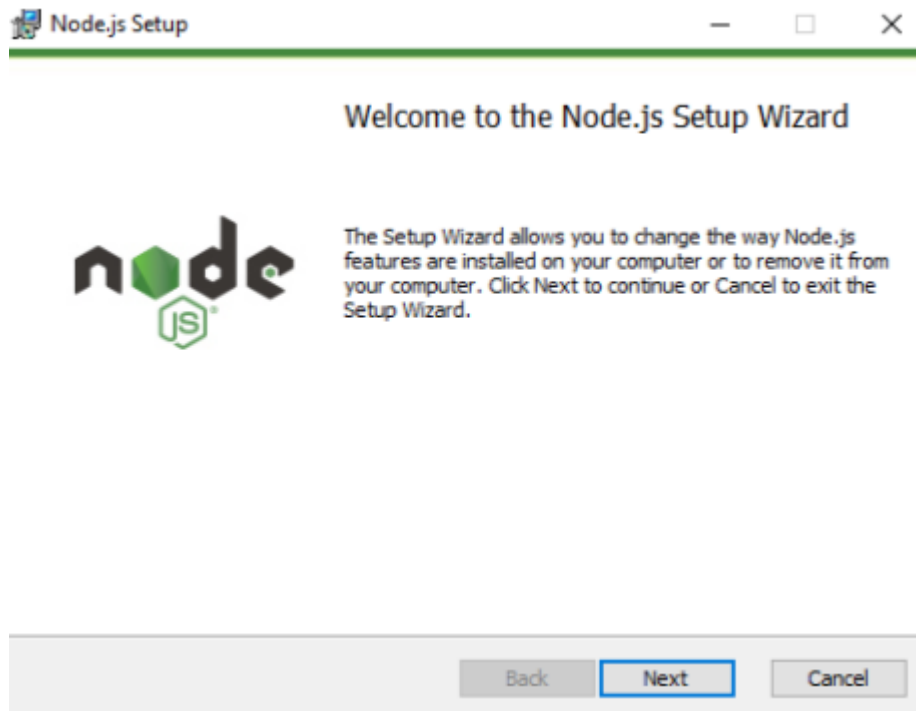 Node.js Setup
Welcome to the Node.js Setup Wizard
The Setup Wizard allows you to change the way Node.js
features are installed on your computer or to remove it from
your computer. Click Next to continue or Cancel to exit the
Setup Wizard.
node
JS
Back
Next
Cancel